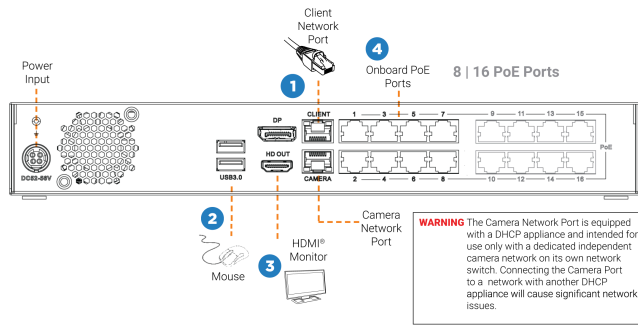 Client
Network
Port
4
Onboard PoE
Ports
8 | 16 PoE Ports
Power
Input
1
DP
CLIENT
1 3 5 7
9 11 13 15
HD OUT
PoE
DC52-55V
USB3.0
CAMERA
2 4 6 8
10 12 14 16
2
Mouse
3
HDMI®
Monitor
Camera
Network
Port
WARNING The Camera Network Port is equipped
with a DHCP appliance and intended for
use only with a dedicated independent
camera network on its own network
switch. Connecting the Camera Port
to a network with another DHCP
appliance will cause significant network
issues.